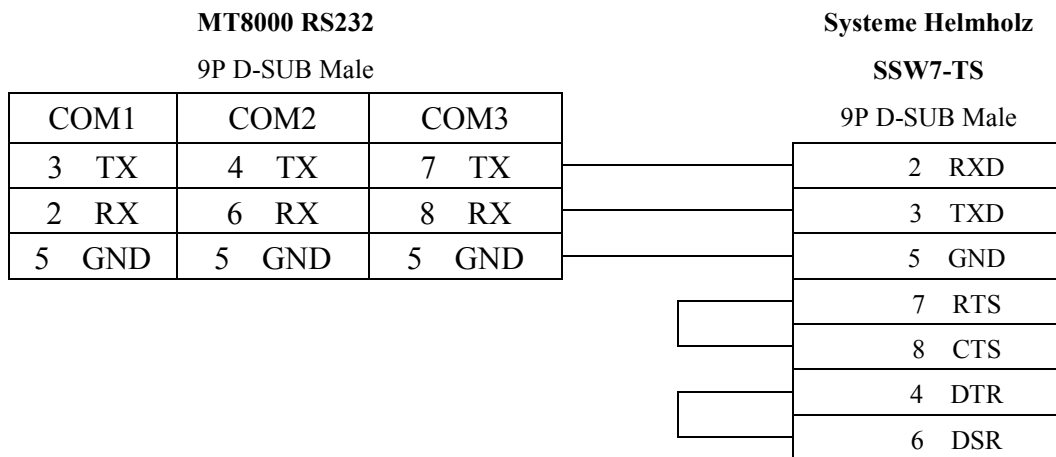 MT8000 RS232 Systeme Helmholz
9P D-SUB Male SSW7-TS
COM1 COM2 COM3 9P D-SUB Male
3 TX 4 TX 7 TX 2 RXD
2 RX 6 RX 8 RX 3 TXD
5 GND 5 GND 5 GND 5 GND
7 RTS
8 CTS
4 DTR
6 DSR